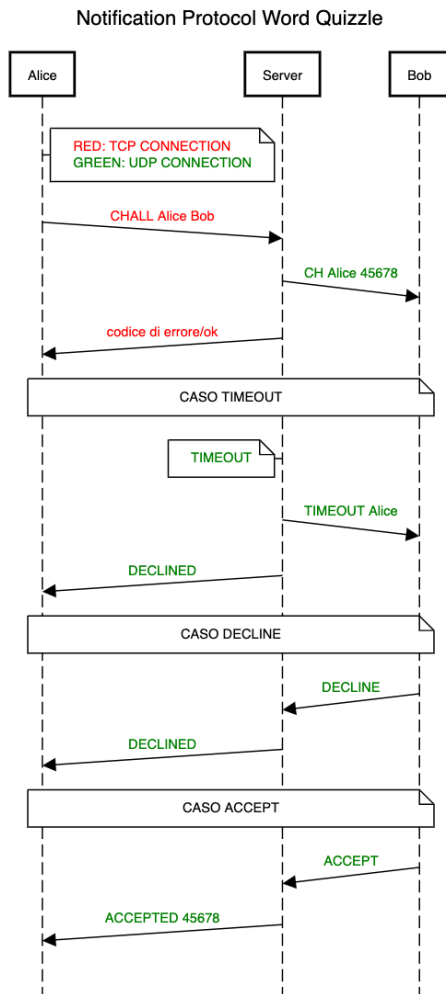 Notification Protocol Word Quizzle
Alice
Server
Bob
RED: TCP CONNECTION
GREEN: UDP CONNECTION
CHALL Alice Bob
CH Alice 45678
codice di errore/ok
CASO TIMEOUT
TIMEOUT
TIMEOUT Alice
DECLINED
CASO DECLINE
DECLINE
DECLINED
CASO ACCEPT
ACCEPT
ACCEPTED 45678